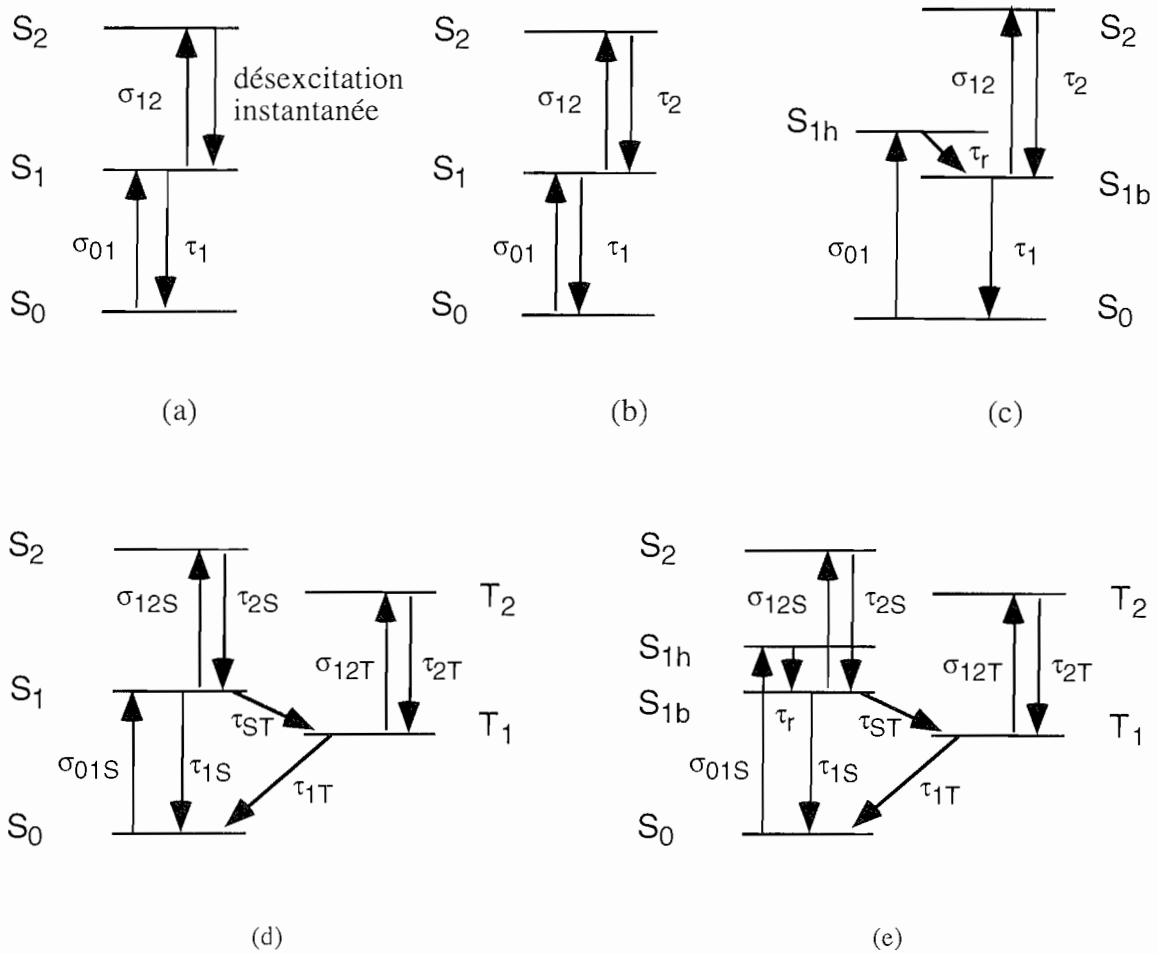 S2
σ12
désexcitation
instantanée
S1
σ01
τ1
S0
(a)
S2
σ12
τ2
S1
σ01
τ1
S0
(b)
S2
σ12
τ2
S1h
τr
S1b
σ01
τ1
S0
(c)
S2
σ12S
τ2S
T2
σ12T
τ2T
S1
τST
T1
σ01S
τ1S
τ1T
S0
(d)
S2
σ12S
τ2S
T2
S1h
σ12T
τ2T
S1b
τr
τST
T1
σ01S
τ1S
τ1T
S0
(e)